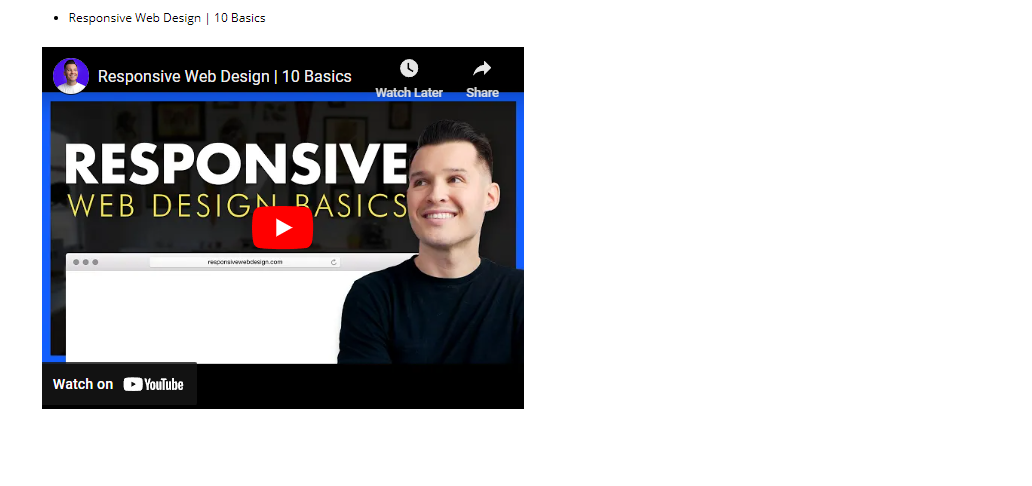 Responsive Web Design | 10 Basics
Responsive Web Design | 10 Basics
Watch Later
Share
RESPONSIVE
WEB DESIGN BASICS
responsivewebdesign.com
Watch on YouTube